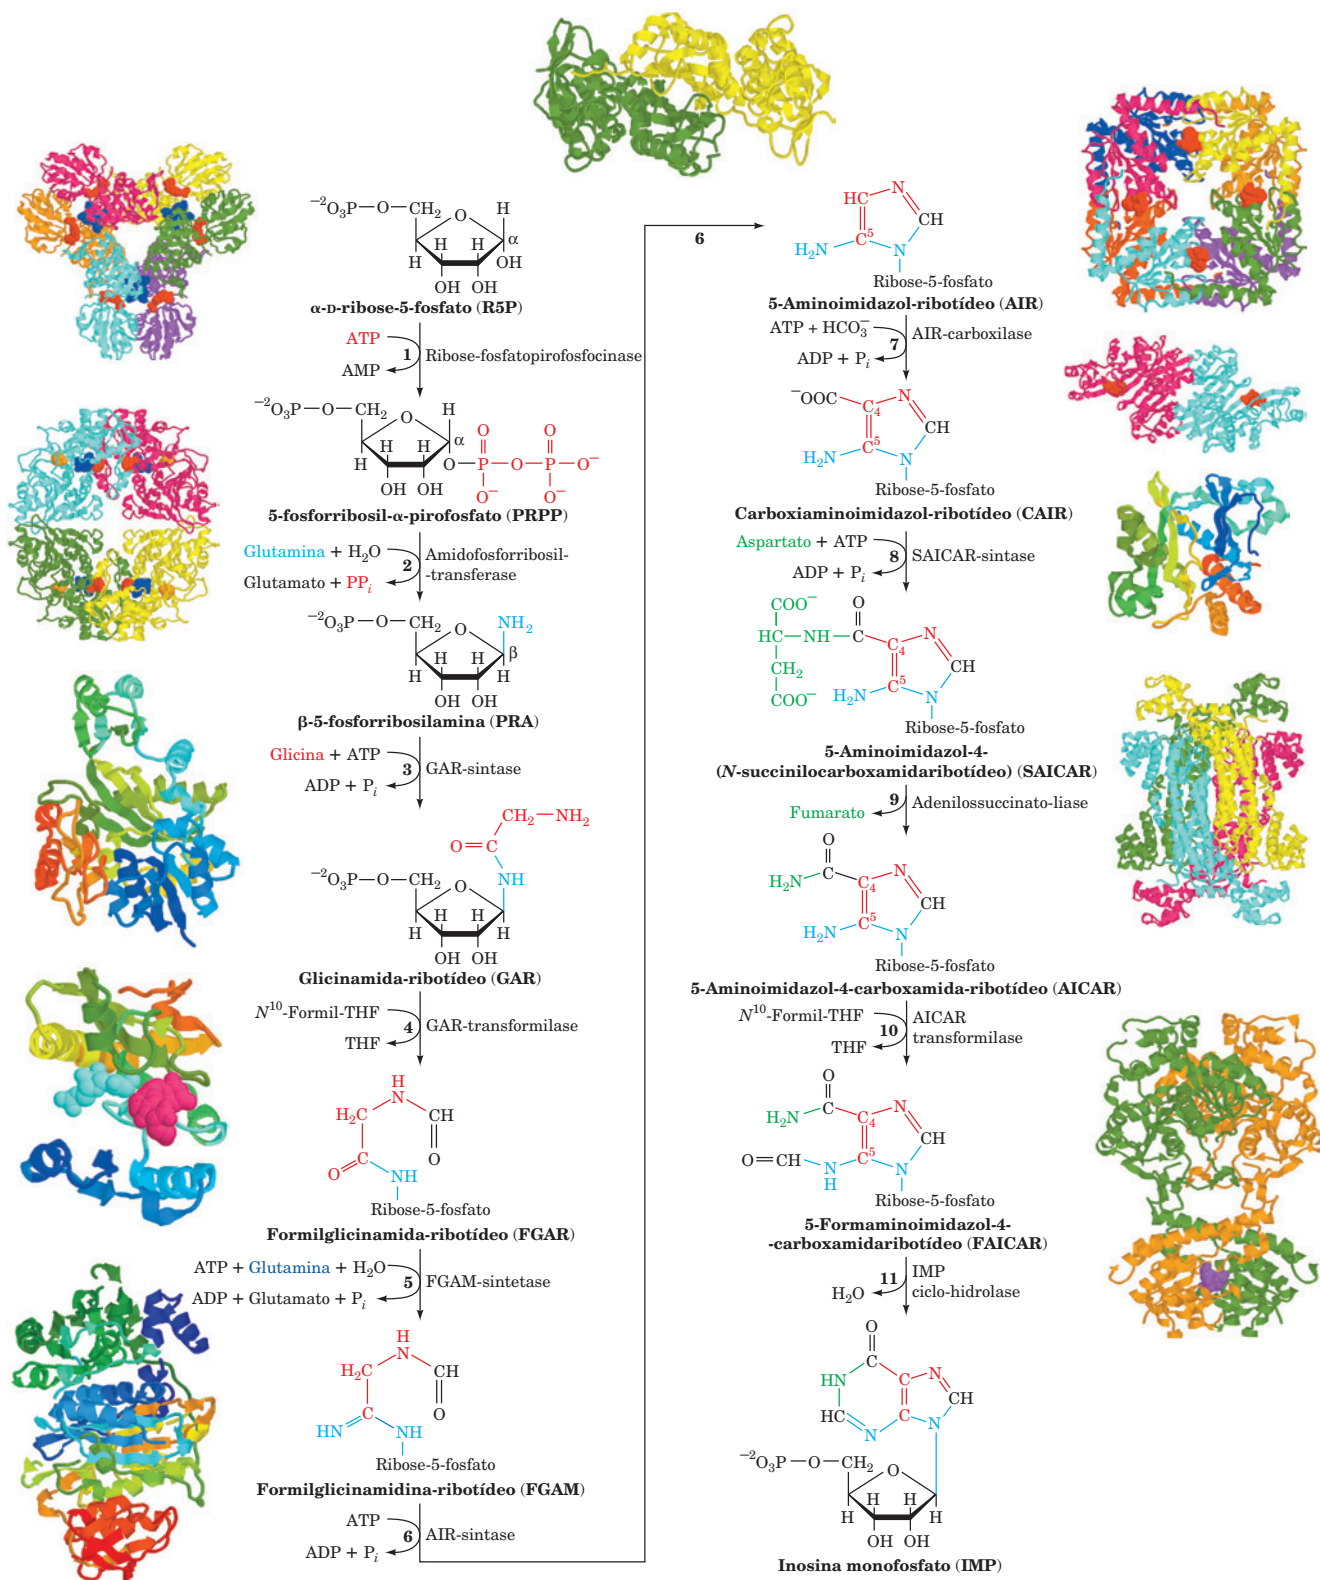 ⁻²O₃P—O—CH₂ O H
H H H α
OH
OH OH
α-D-ribose-5-fosfato (R5P)
ATP
1 Ribose-fosfatopirofosfocinase
AMP
⁻²O₃P—O—CH₂ O H
H H H α O O
O—P—O—P—O⁻
OH OH O⁻ O⁻
5-fosforribosil-α-pirofosfato (PRPP)
Glutamina + H₂O Amidofosforribosil-
2 -transferase
Glutamato + PPᵢ
⁻²O₃P—O—CH₂ O NH₂
H H H β H
OH OH
β-5-fosforribosilamina (PRA)
Glicina + ATP
3 GAR-sintase
ADP + Pᵢ
CH₂—NH₂
O=C
NH
⁻²O₃P—O—CH₂ O
H H H H
OH OH
Glicinamida-ribotídeo (GAR)
N¹⁰-Formil-THF
4 GAR-transformilase
THF
H
N
H₂C CH
C O
O NH
Ribose-5-fosfato
Formilglicinamida-ribotídeo (FGAR)
ATP + Glutamina + H₂O
5 FGAM-sintetase
ADP + Glutamato + Pᵢ
H
N
H₂C CH
C O
HN NH
Ribose-5-fosfato
Formilglicinamidina-ribotídeo (FGAM)
ATP
6 AIR-sintase
ADP + Pᵢ
6
HC N
CH
C⁵
H₂N N
Ribose-5-fosfato
5-Aminoimidazol-ribotídeo (AIR)
ATP + HCO₃⁻
7 AIR-carboxilase
ADP + Pᵢ
⁻OOC C⁴ N
CH
C⁵
H₂N N
Ribose-5-fosfato
Carboxiaminoimidazol-ribotídeo (CAIR)
Aspartato + ATP
8 SAICAR-sintase
ADP + Pᵢ
COO⁻ O
HC—NH—C C₄ N
CH₂ CH
C⁵
COO⁻ H₂N N
Ribose-5-fosfato
5-Aminoimidazol-4-
(N-succinilocarboxamidaribotídeo) (SAICAR)
9 Adenilossuccinato-liase
Fumarato
O
C N
H₂N C₄
CH
C⁵
H₂N N
Ribose-5-fosfato
5-Aminoimidazol-4-carboxamida-ribotídeo (AICAR)
N¹⁰-Formil-THF AICAR
10 transformilase
THF
O
C N
H₂N C₄
CH
C⁵
O=CH N N
H
Ribose-5-fosfato
5-Formaminoimidazol-4-
-carboxamidaribotídeo (FAICAR)
11 IMP
ciclo-hidrolase
H₂O
O
C N
HN C
CH
HC C
N N
⁻²O₃P—O—CH₂ O
H H H H
OH OH
Inosina monofosfato (IMP)